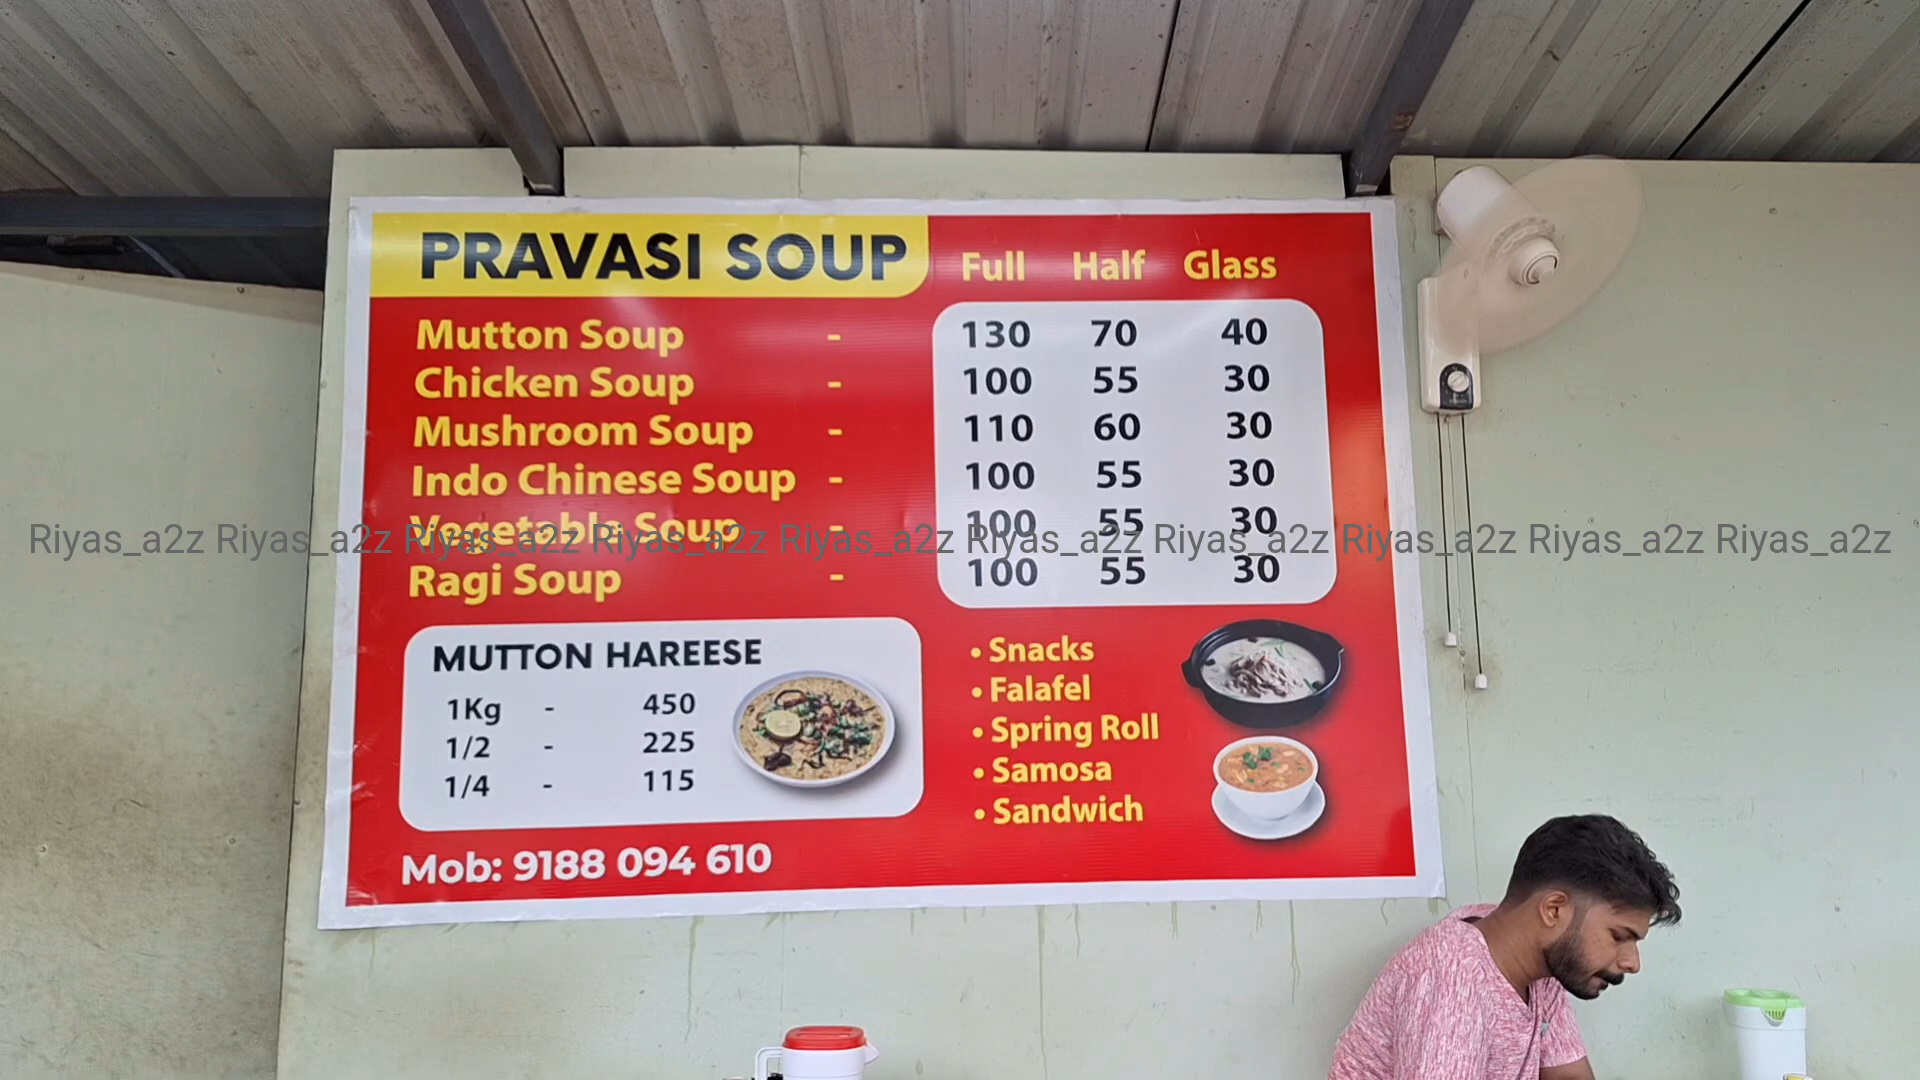 PRAVASI SOUP Full Half Glass
Mutton Soup - 130 70 40
Chicken Soup - 100 55 30
Mushroom Soup - 110 60 30
Indo Chinese Soup - 100 55 30
Vegetable Soup - 100 55 30
Riyas_a2z Riyas_a2z Riyas_a2z Riyas_a2z Riyas_a2z Riyas_a2z Riyas_a2z Riyas_a2z Riyas_a2z Riyas_a2z
Ragi Soup - 100 55 30
MUTTON HAREESE
1Kg - 450
1/2 - 225
1/4 - 115
• Snacks
• Falafel
• Spring Roll
• Samosa
• Sandwich
Mob: 9188 094 610